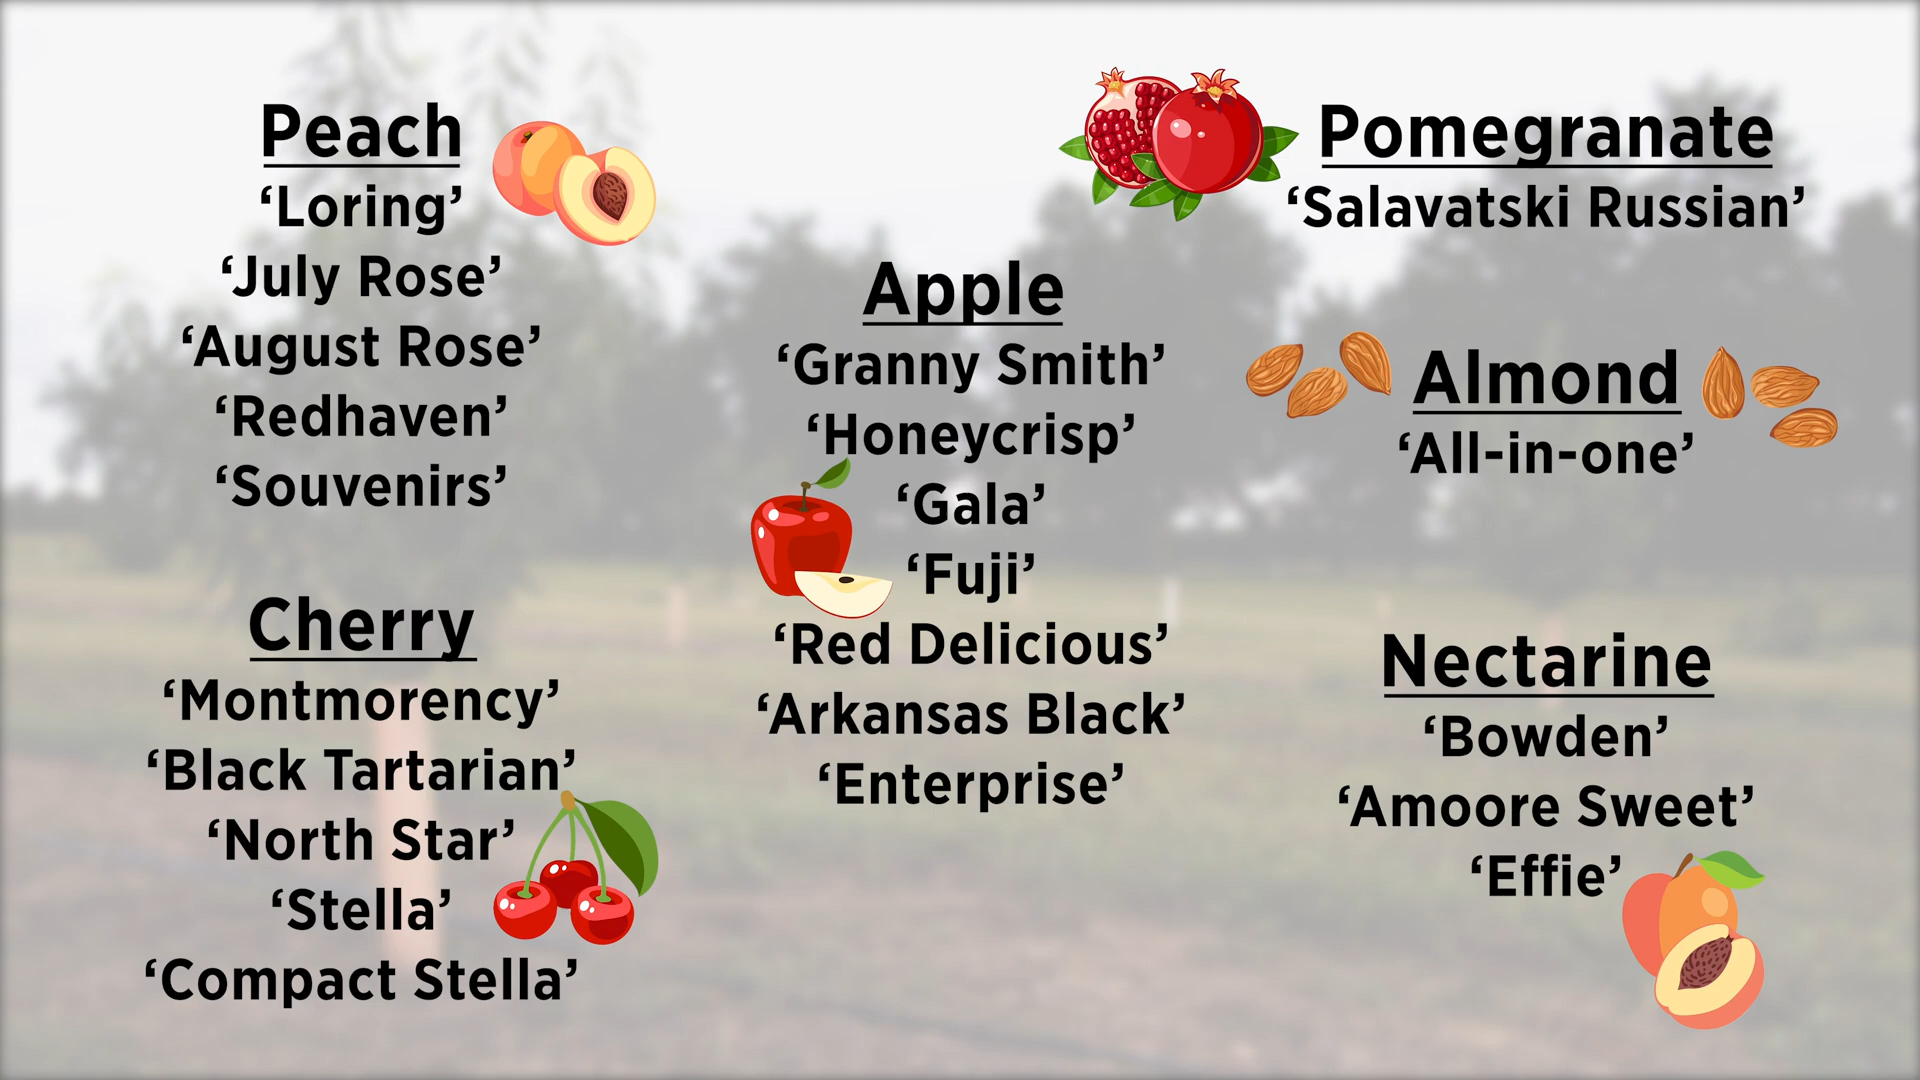 Peach
‘Loring’
‘July Rose’
‘August Rose’
‘Redhaven’
‘Souvenirs’
Cherry
‘Montmorency’
‘Black Tartarian’
‘North Star’
‘Stella’
‘Compact Stella’
Apple
‘Granny Smith’
‘Honeycrisp’
‘Gala’
‘Fuji’
‘Red Delicious’
‘Arkansas Black’
‘Enterprise’
Pomegranate
‘Salavatski Russian’
Almond
‘All-in-one’
Nectarine
‘Bowden’
‘Amoore Sweet’
‘Effie’